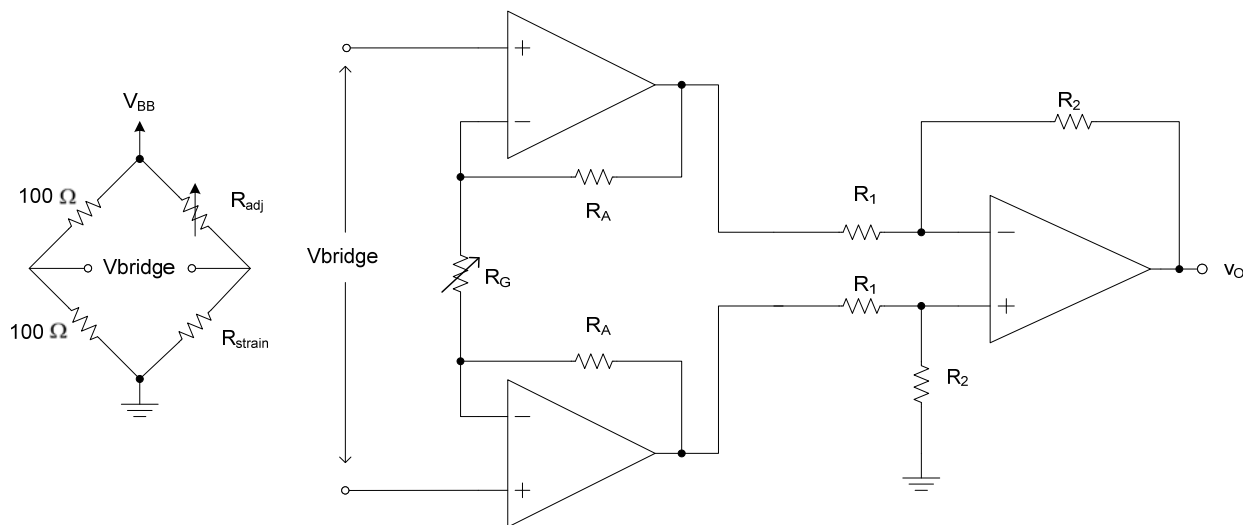 V_BB
100 Ω
R_adj
Vbridge
100 Ω
R_strain
Vbridge
+
−
R_A
R_G
R_A
−
+
R_2
R_1
−
R_1
+
R_2
v_O